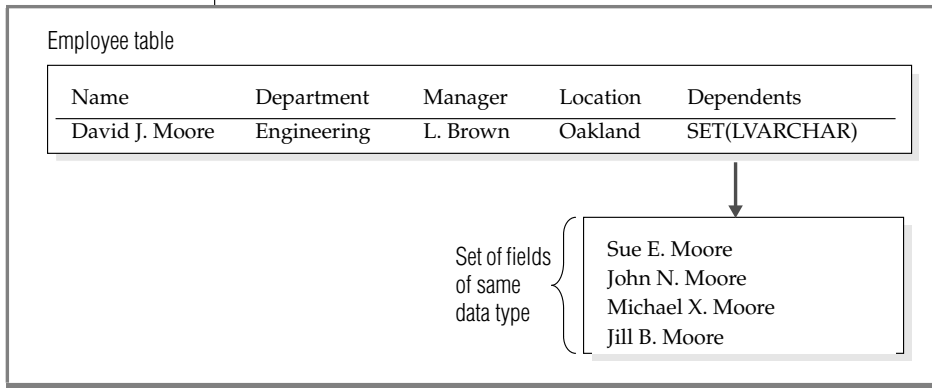 Employee table
Name Department Manager Location Dependents
David J. Moore Engineering L. Brown Oakland SET(LVARCHAR)
Set of fields
of same
data type
Sue E. Moore
John N. Moore
Michael X. Moore
Jill B. Moore